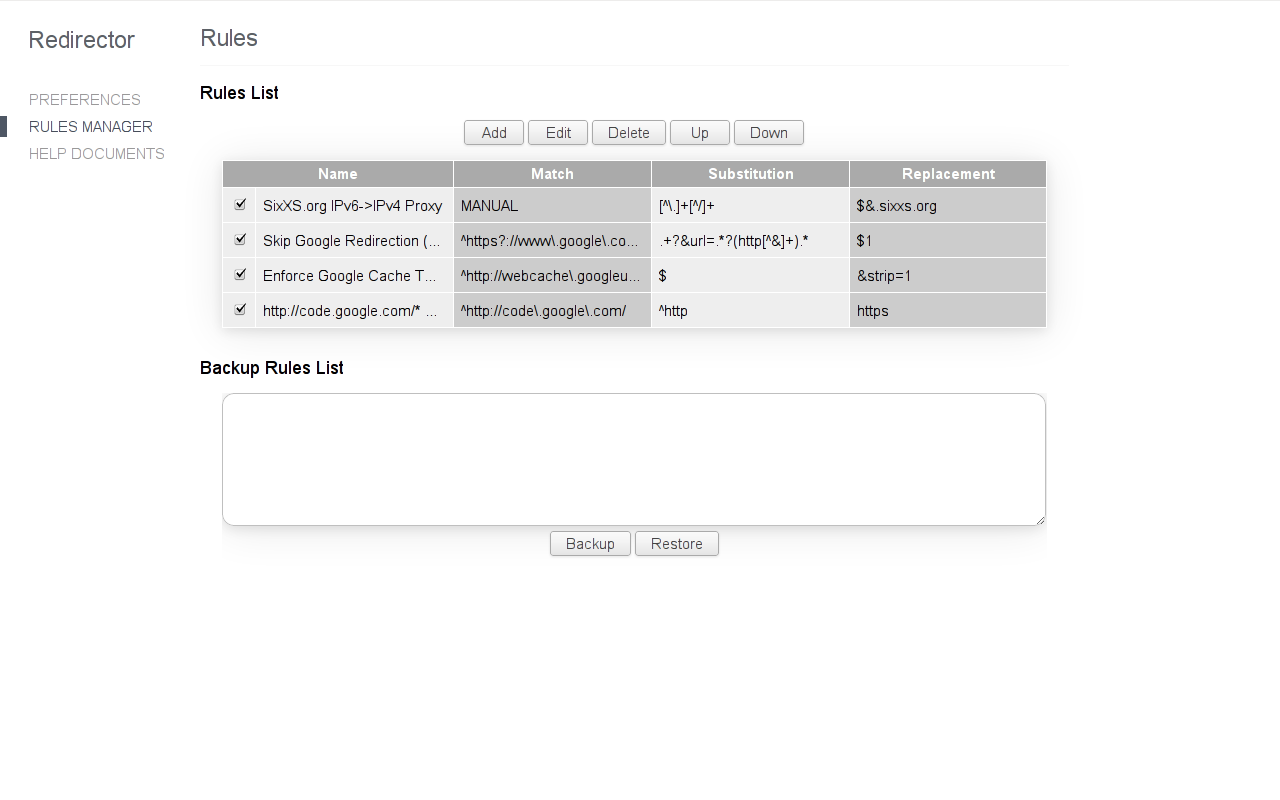 Redirector
PREFERENCES
RULES MANAGER
HELP DOCUMENTS
Rules
Rules List
Add Edit Delete Up Down
Name Match Substitution Replacement
SixXS.org IPv6->IPv4 Proxy MANUAL [^\.]+[^/]+ $&.sixxs.org
Skip Google Redirection (... ^https?://www\.google\.co... .+?&url=.*?(http[^&]+).* $1
Enforce Google Cache T... ^http://webcache\.googleu... $ &strip=1
http://code.google.com/* ... ^http://code\.google\.com/ ^http https
Backup Rules List
Backup Restore